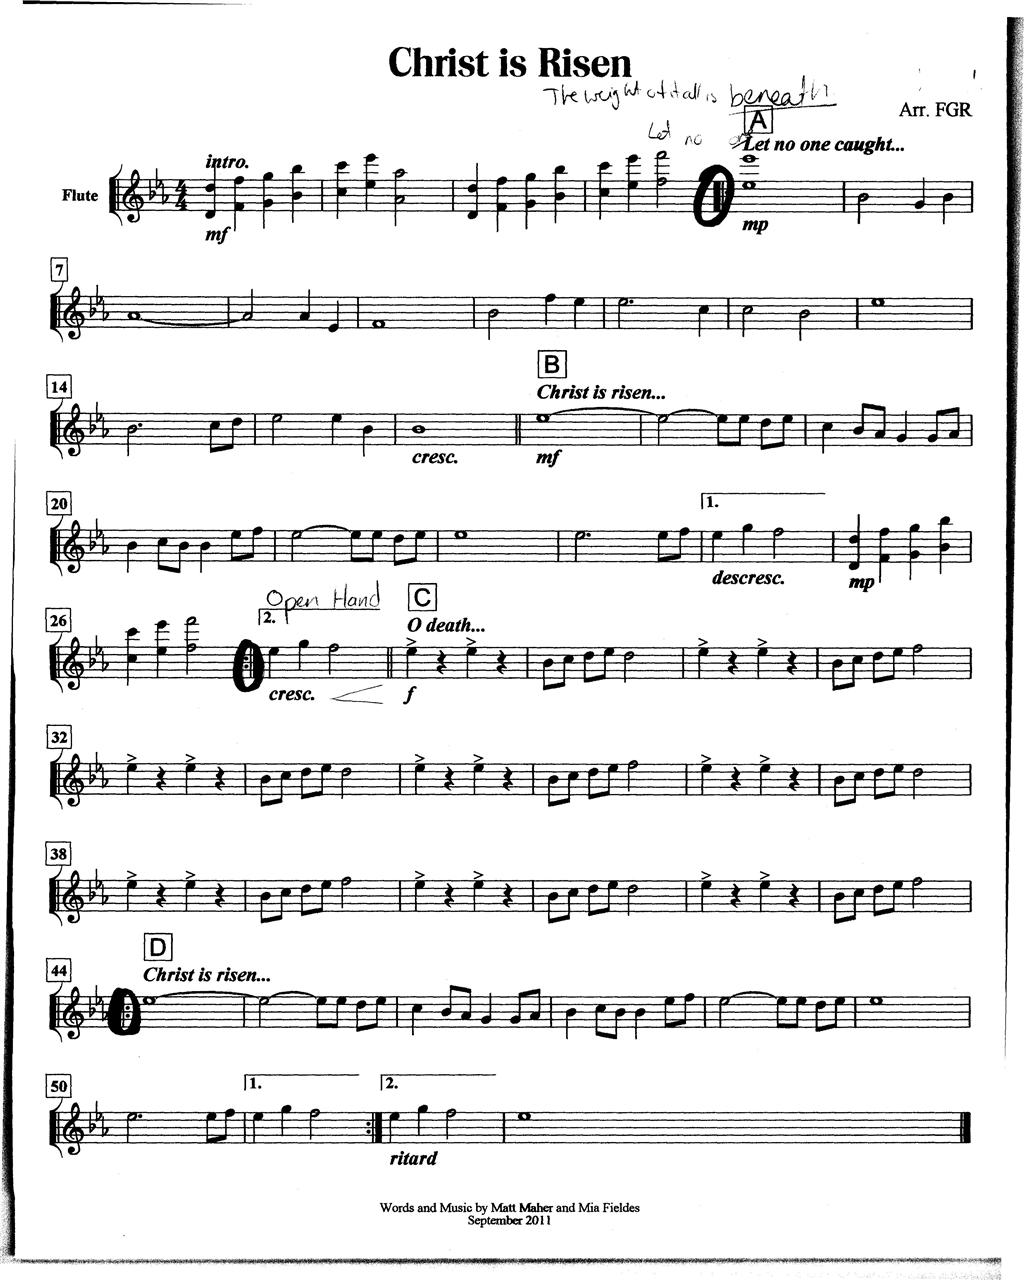 Christ is Risen
The weight of it all is beneath
Arr. FGR
Let no one
A
Let no one caught...
intro.
Flute
mf
mp
7
B
14
Christ is risen...
cresc.
mf
20
1.
descresc.
mp
Open Hand
C
26
2.
O death...
cresc.
f
32
38
D
44
Christ is risen...
50
1.
2.
ritard
Words and Music by Matt Maher and Mia Fieldes
September 2011